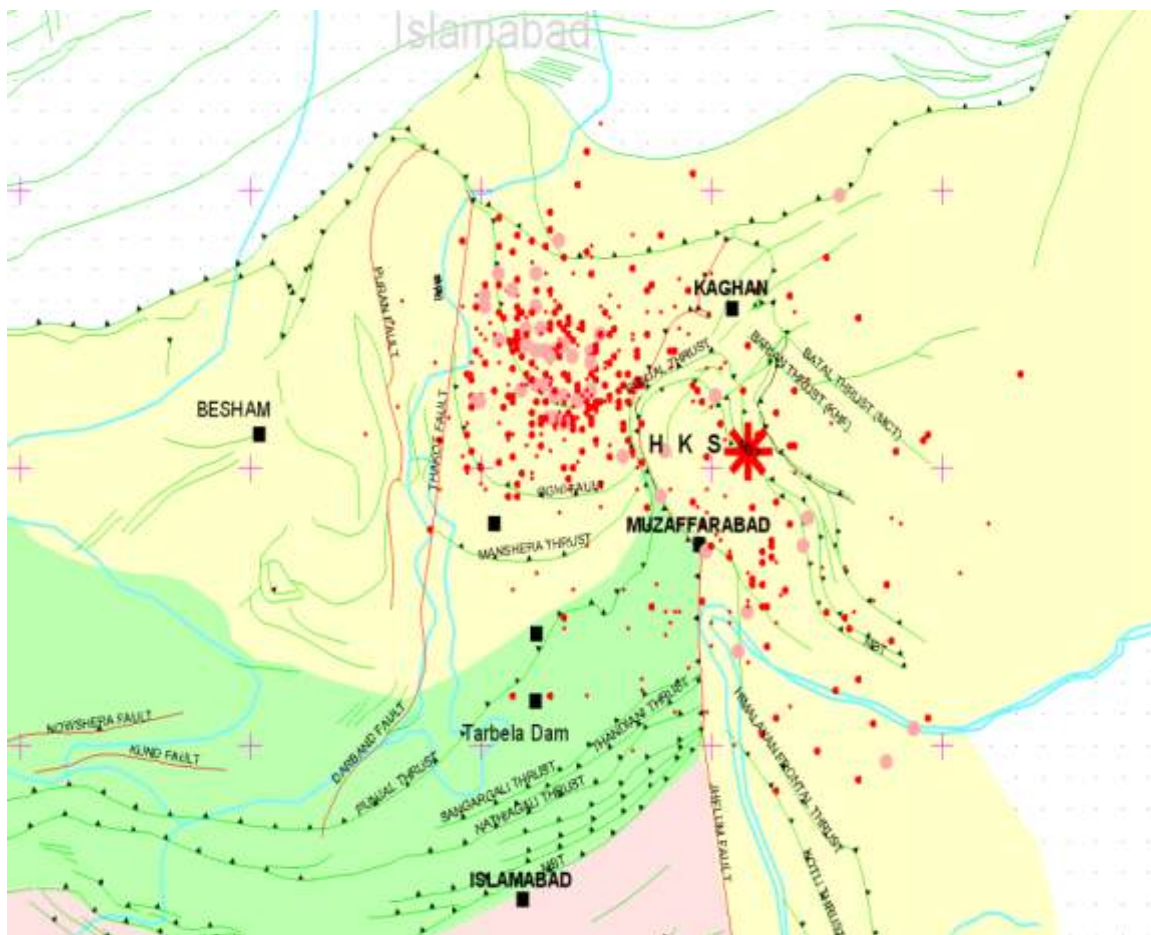 Islamabad
PURAN FAULT
KAGHAN
BATAL THRUST (MCT)
BESHAM
THAKOT FAULT
H K S
OGHI FAULT
MUZAFFARABAD
MANSHERA THRUST
MBT
NOWSHERA FAULT
KUND FAULT
DARBAND FAULT
Tarbela Dam
THANDIANI THRUST
HIMALAYAN FRONTAL THRUST
PUNJAL THRUST
SANGARGALI THRUST
NATHIAGALI THRUST
JHELUM FAULT
MBT
ISLAMABAD
KOTLI THRUST